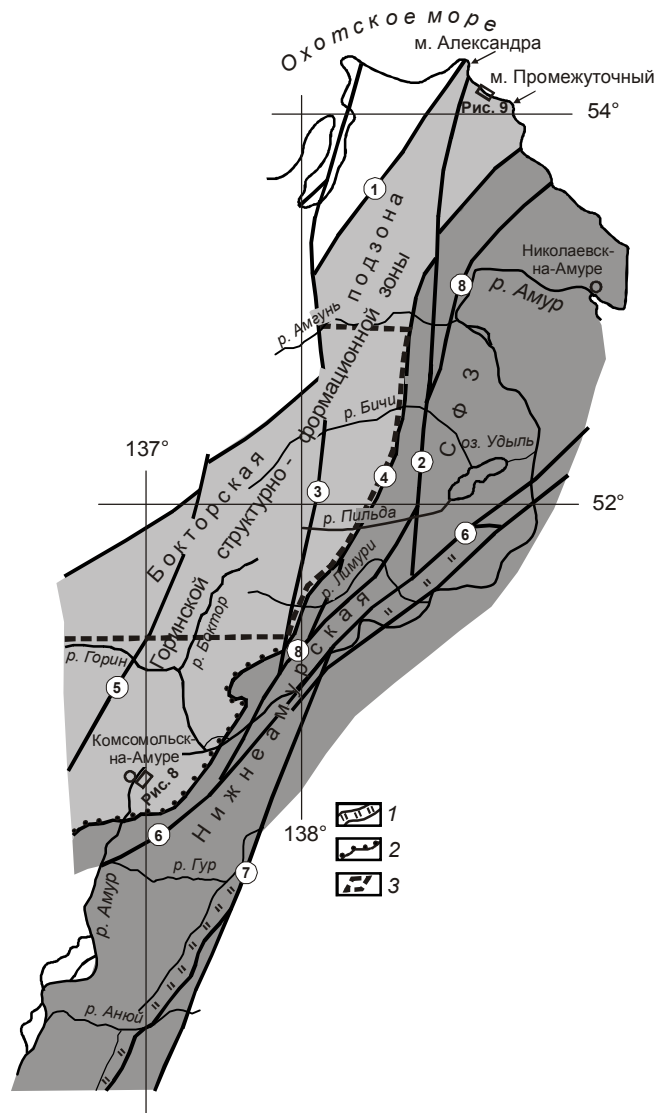 Охотское море
м. Александра
м. Промежуточный
Рис. 9
54°
138°
1
подзона
Николаевск-
на-Амуре
8
р. Амур
р. Амгунь
СФЗ
р. Бичи
формационной зоны
оз. Удыль
137°
2
4
3
52°
р. Пильда
6
Бокторская
структурно-
р. Лимури
Горинской
р. Боктор
8
р. Горин
5
Нижнеамурская
Комсомольск-
на-Амуре
Рис. 8
6
138°
1
2
3
р. Гур
7
р. Амур
р. Анюй